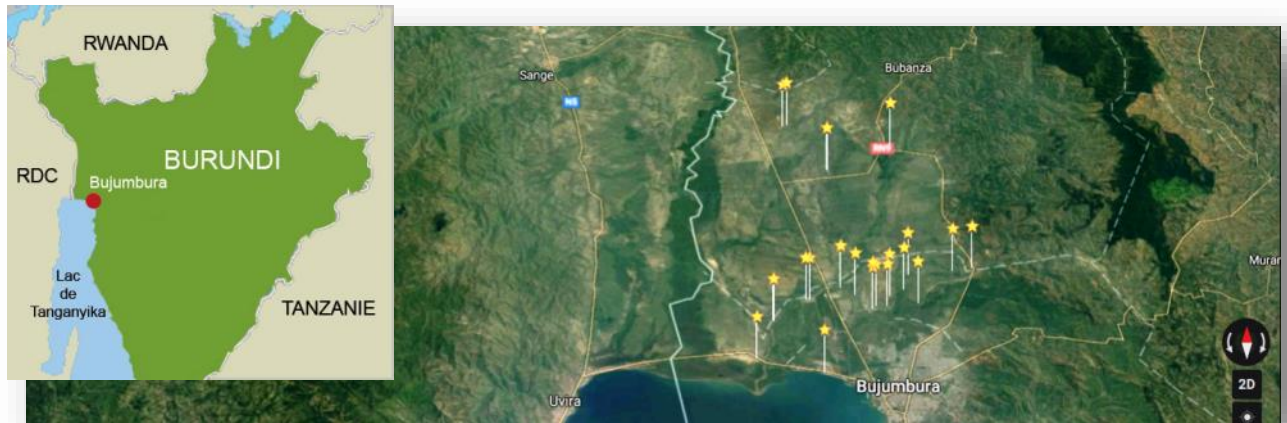 RWANDA
BURUNDI
RDC
Bujumbura
Lac
de
Tanganyika
TANZANIE
Sange
N5
Bubanza
Uvira
Bujumbura
2D